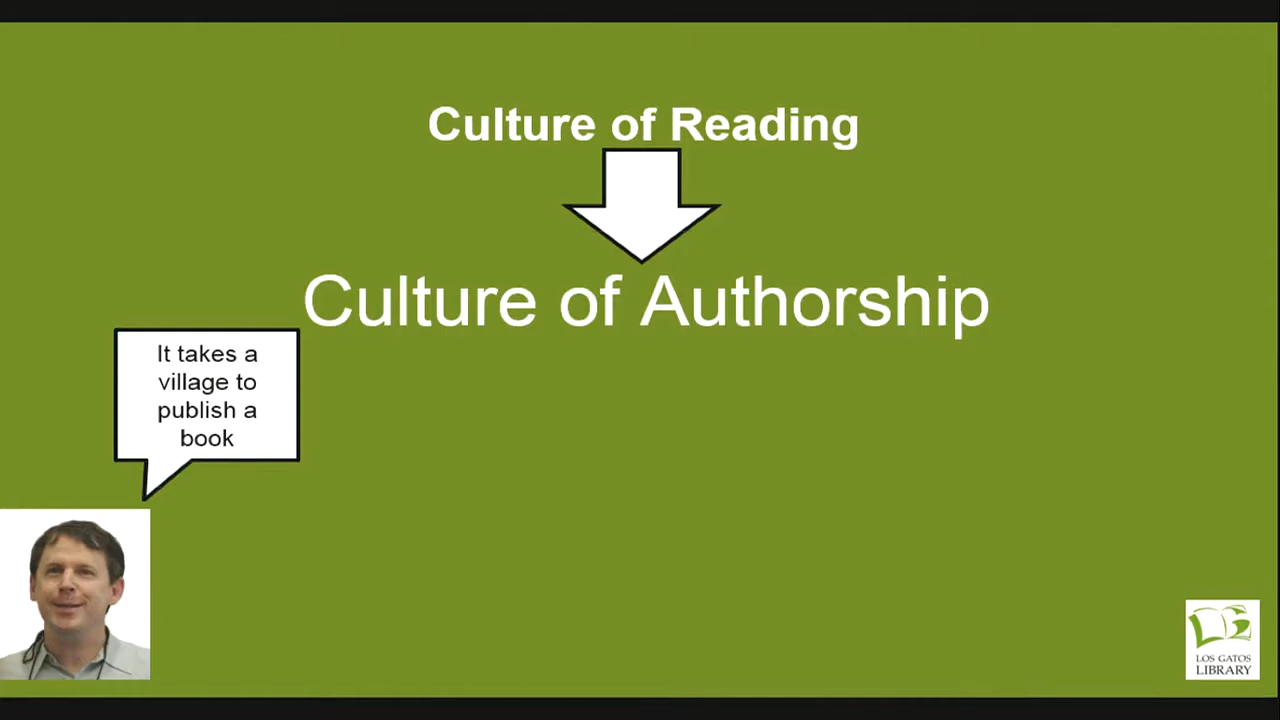 Culture of Reading
Culture of Authorship
It takes a
village to
publish a
book
LOS GATOS
LIBRARY